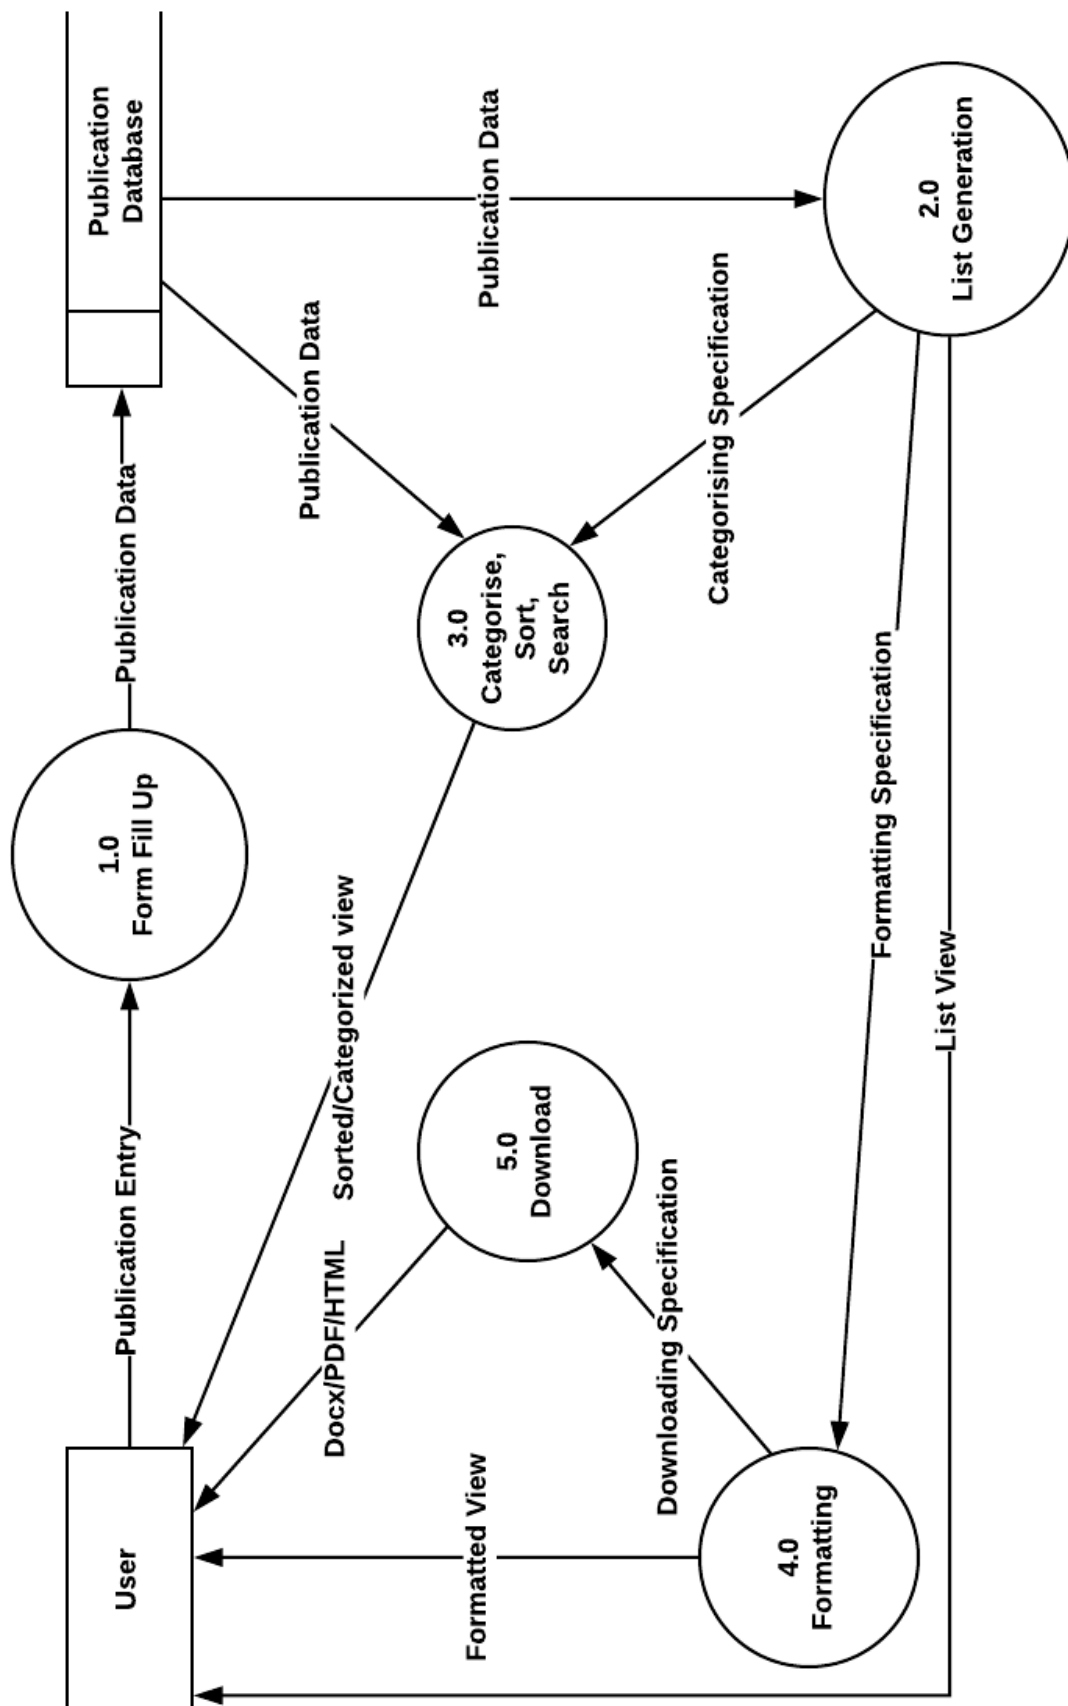 User
Publication Entry
1.0
Form Fill Up
Publication Data
Publication
Database
Sorted/Categorized view
Publication Data
Docx/PDF/HTML
3.0
Categorise,
Sort,
Search
Publication Data
Formatted View
5.0
Download
Downloading Specification
Categorising Specification
4.0
Formatting
Formatting Specification
List View
2.0
List Generation